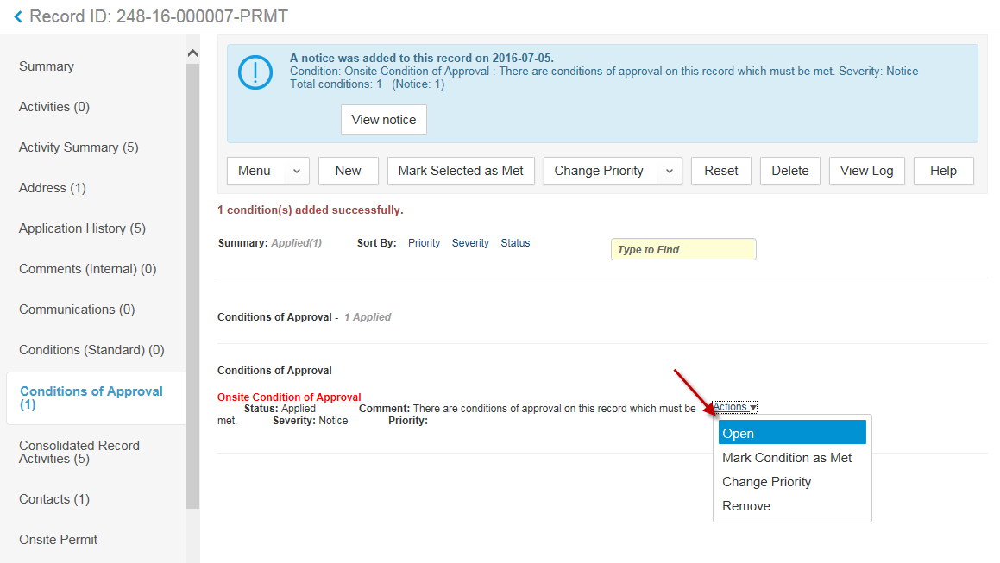 Record ID: 248-16-000007-PRMT
Summary
Activities (0)
Activity Summary (5)
Address (1)
Application History (5)
Comments (Internal) (0)
Communications (0)
Conditions (Standard) (0)
Conditions of Approval
(1)
Consolidated Record
Activities (5)
Contacts (1)
Onsite Permit
A notice was added to this record on 2016-07-05.
Condition: Onsite Condition of Approval : There are conditions of approval on this record which must be met. Severity: Notice
Total conditions: 1 (Notice: 1)
View notice
Menu New Mark Selected as Met Change Priority Reset Delete View Log Help
1 condition(s) added successfully.
Summary: Applied(1) Sort By: Priority Severity Status Type to Find
Conditions of Approval - 1 Applied
Conditions of Approval
Onsite Condition of Approval
Status: Applied Comment: There are conditions of approval on this record which must be Actions
met. Severity: Notice Priority:
Open
Mark Condition as Met
Change Priority
Remove